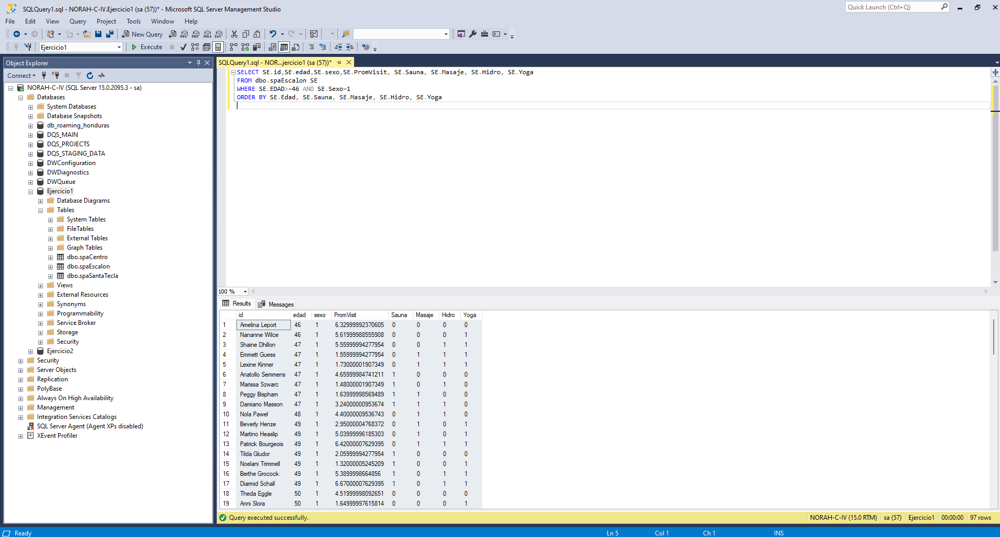 SQLQuery1.sql - NORAH-C-IV.Ejercicio1 (sa (57))* - Microsoft SQL Server Management Studio
Quick Launch (Ctrl+Q)
File Edit View Query Project Tools Window Help
New Query MDX DMX XMLA DAX
Ejercicio1 Execute
Object Explorer
Connect
NORAH-C-IV (SQL Server 15.0.2095.3 - sa)
Databases
System Databases
Database Snapshots
db_roaming_honduras
DQS_MAIN
DQS_PROJECTS
DQS_STAGING_DATA
DWConfiguration
DWDiagnostics
DWQueue
Ejercicio1
Database Diagrams
Tables
System Tables
FileTables
External Tables
Graph Tables
dbo.spaCentro
dbo.spaEscalon
dbo.spaSantaTecla
Views
External Resources
Synonyms
Programmability
Service Broker
Storage
Security
Ejercicio2
Security
Server Objects
Replication
PolyBase
Always On High Availability
Management
Integration Services Catalogs
SQL Server Agent (Agent XPs disabled)
XEvent Profiler
SQLQuery1.sql - NOR...jercicio1 (sa (57))*
SELECT SE.id,SE.edad,SE.sexo,SE.PromVisit, SE.Sauna, SE.Masaje, SE.Hidro, SE.Yoga
FROM dbo.spaEscalon SE
WHERE SE.EDAD>=46 AND SE.Sexo=1
ORDER BY SE.Edad, SE.Sauna, SE.Masaje, SE.Hidro, SE.Yoga
100 %
Results Messages
id edad sexo PromVisit Sauna Masaje Hidro Yoga
1 Amelina Leport 46 1 6.32999992370605 0 0 0 0
2 Nananne Wilce 46 1 5.61999988555908 0 0 0 1
3 Shaine Dhillon 47 1 5.55999994277954 0 0 1 1
4 Emmett Guess 47 1 1.55999994277954 0 1 1 1
5 Lexine Kinner 47 1 1.73000001907349 0 1 1 1
6 Anatollo Semmens 47 1 4.65999984741211 1 0 0 0
7 Marissa Szwarc 47 1 1.48000001907349 1 0 1 0
8 Peggy Bispham 47 1 1.63999998569489 1 1 0 0
9 Damiano Masson 47 1 3.24000000953674 1 1 1 0
10 Nola Pawel 48 1 4.40000009536743 0 1 1 0
11 Beverly Henze 49 1 2.95000004768372 0 1 0 1
12 Martino Heaslip 49 1 5.03999996185303 0 1 0 1
13 Patrick Bourgeois 49 1 6.42000007629395 0 1 1 1
14 Tilda Gludor 49 1 2.05999994277954 1 0 0 0
15 Noelani Trimmell 49 1 1.32000005245209 1 0 0 1
16 Berthe Grocock 49 1 5.3899998664856 1 0 1 1
17 Diarmid Schall 49 1 6.67000007629395 1 0 1 1
18 Theda Eggle 50 1 4.51999998092651 0 0 0 0
19 Anni Slora 50 1 1.64999997615814 0 0 0 1
Query executed successfully. NORAH-C-IV (15.0 RTM) sa (57) Ejercicio1 00:00:00 97 rows
Ready Ln 5 Col 1 Ch 1 INS